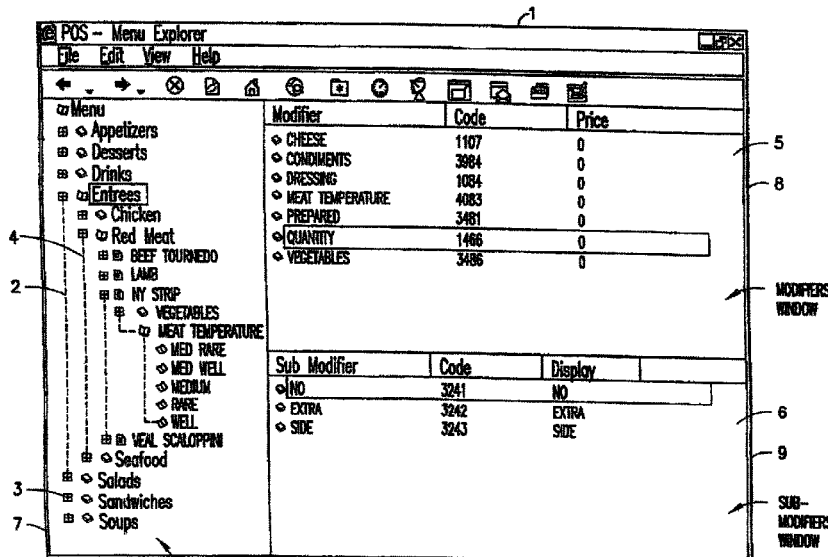 1
POS – Menu Explorer
File Edit View Help
Menu
Appetizers
Desserts
Drinks
Entrees
Chicken
Red Meat
BEEF TOURNEDO
LAMB
NY STRIP
VEGETABLES
MEAT TEMPERATURE
MED RARE
MED WELL
MEDIUM
RARE
WELL
VEAL SCALOPPINI
Seafood
Salads
Sandwiches
Soups
4
2
3
7
Modifier Code Price
CHEESE 1107 0
CONDIMENTS 3984 0
DRESSING 1084 0
MEAT TEMPERATURE 4083 0
PREPARED 3481 0
QUANTITY 1466 0
VEGETABLES 3486 0
5
8
MODIFIERS
WINDOW
Sub Modifier Code Display
NO 3241 NO
EXTRA 3242 EXTRA
SIDE 3243 SIDE
6
9
SUB-
MODIFIERS
WINDOW